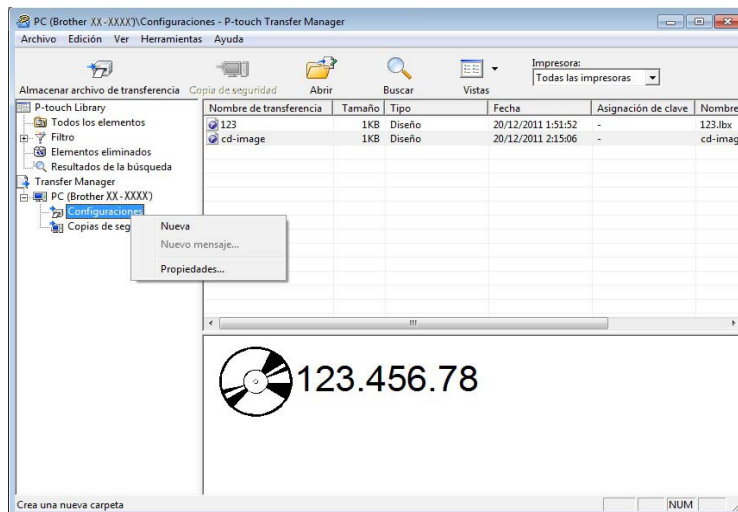 PC (Brother XX-XXXX)\Configuraciones - P-touch Transfer Manager
Archivo Edición Ver Herramientas Ayuda
Impresora:
Todas las impresoras
Almacenar archivo de transferencia Copia de seguridad Abrir Buscar Vistas
P-touch Library
Todos los elementos
Filtro
Elementos eliminados
Resultados de la búsqueda
Transfer Manager
PC (Brother XX-XXXX)
Configuraciones
Copias de seg
Nueva
Nuevo mensaje...
Propiedades...
Nombre de transferencia Tamaño Tipo Fecha Asignación de clave Nombre
123 1KB Diseño 20/12/2011 1:51:52 - 123.lbx
cd-image 1KB Diseño 20/12/2011 2:15:06 - cd-imag
123.456.78
Crea una nueva carpeta NUM